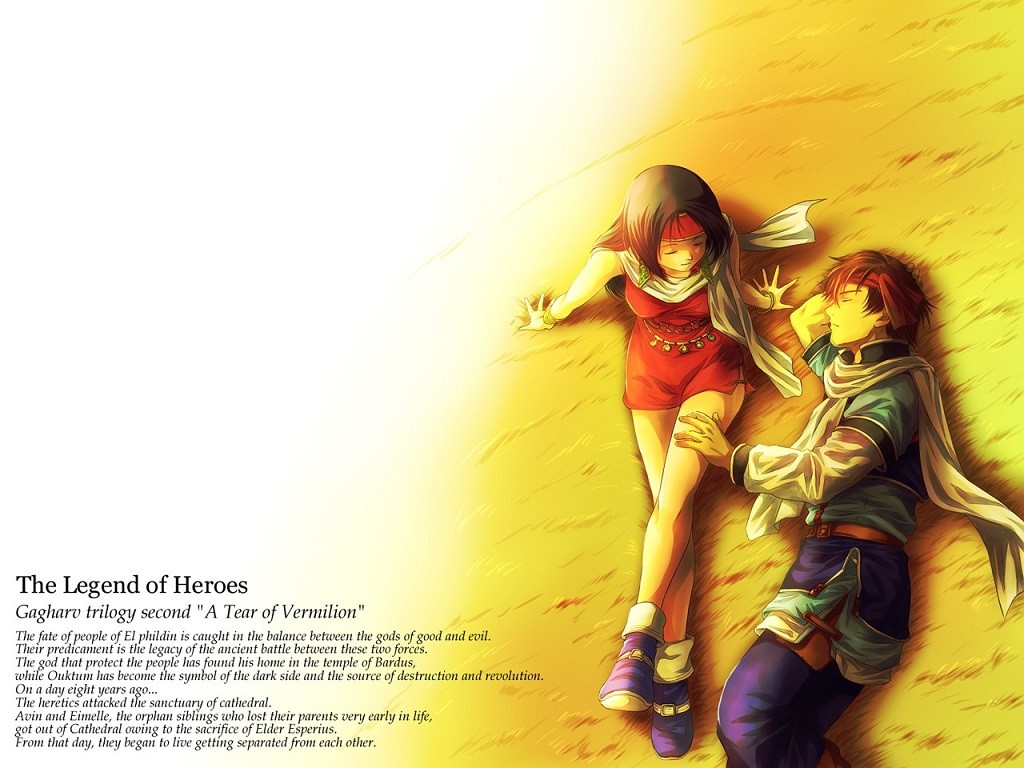 The Legend of Heroes
Gagharv trilogy second "A Tear of Vermilion"
The fate of people of El phildin is caught in the balance between the gods of good and evil.
Their predicament is the legacy of the ancient battle between these two forces.
The god that protect the people has found his home in the temple of Bardus,
while Ouktum has become the symbol of the dark side and the source of destruction and revolution.
On a day eight years ago...
The heretics attacked the sanctuary of cathedral.
Avin and Eimelle, the orphan siblings who lost their parents very early in life,
got out of Cathedral owing to the sacrifice of Elder Esperius.
From that day, they began to live getting separated from each other.